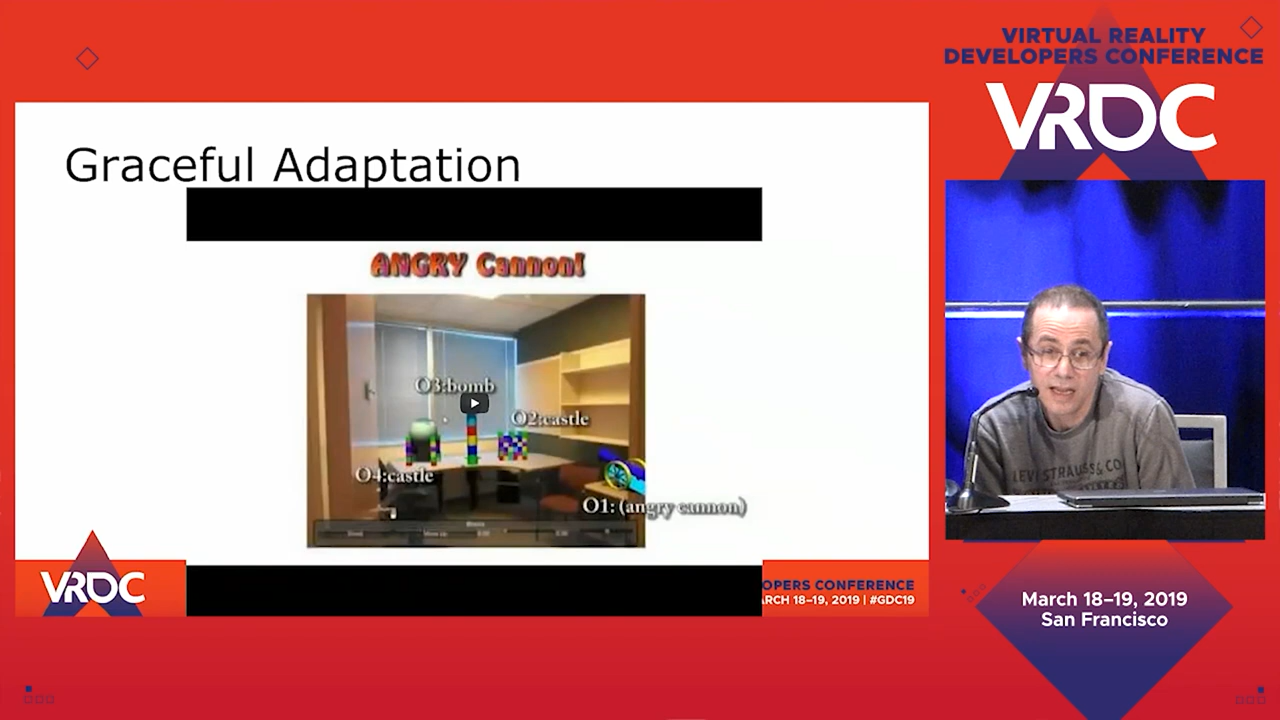 VIRTUAL REALITY
DEVELOPERS CONFERENCE
VRDC
Graceful Adaptation
ANGRY Cannon!
O3:bomb
O2:castle
O4:castle
O1: (angry cannon)
LEVI STRAUSS & CO
VRDC
OPERS CONFERENCE
ARCH 18–19, 2019 | #GDC19
March 18–19, 2019
San Francisco